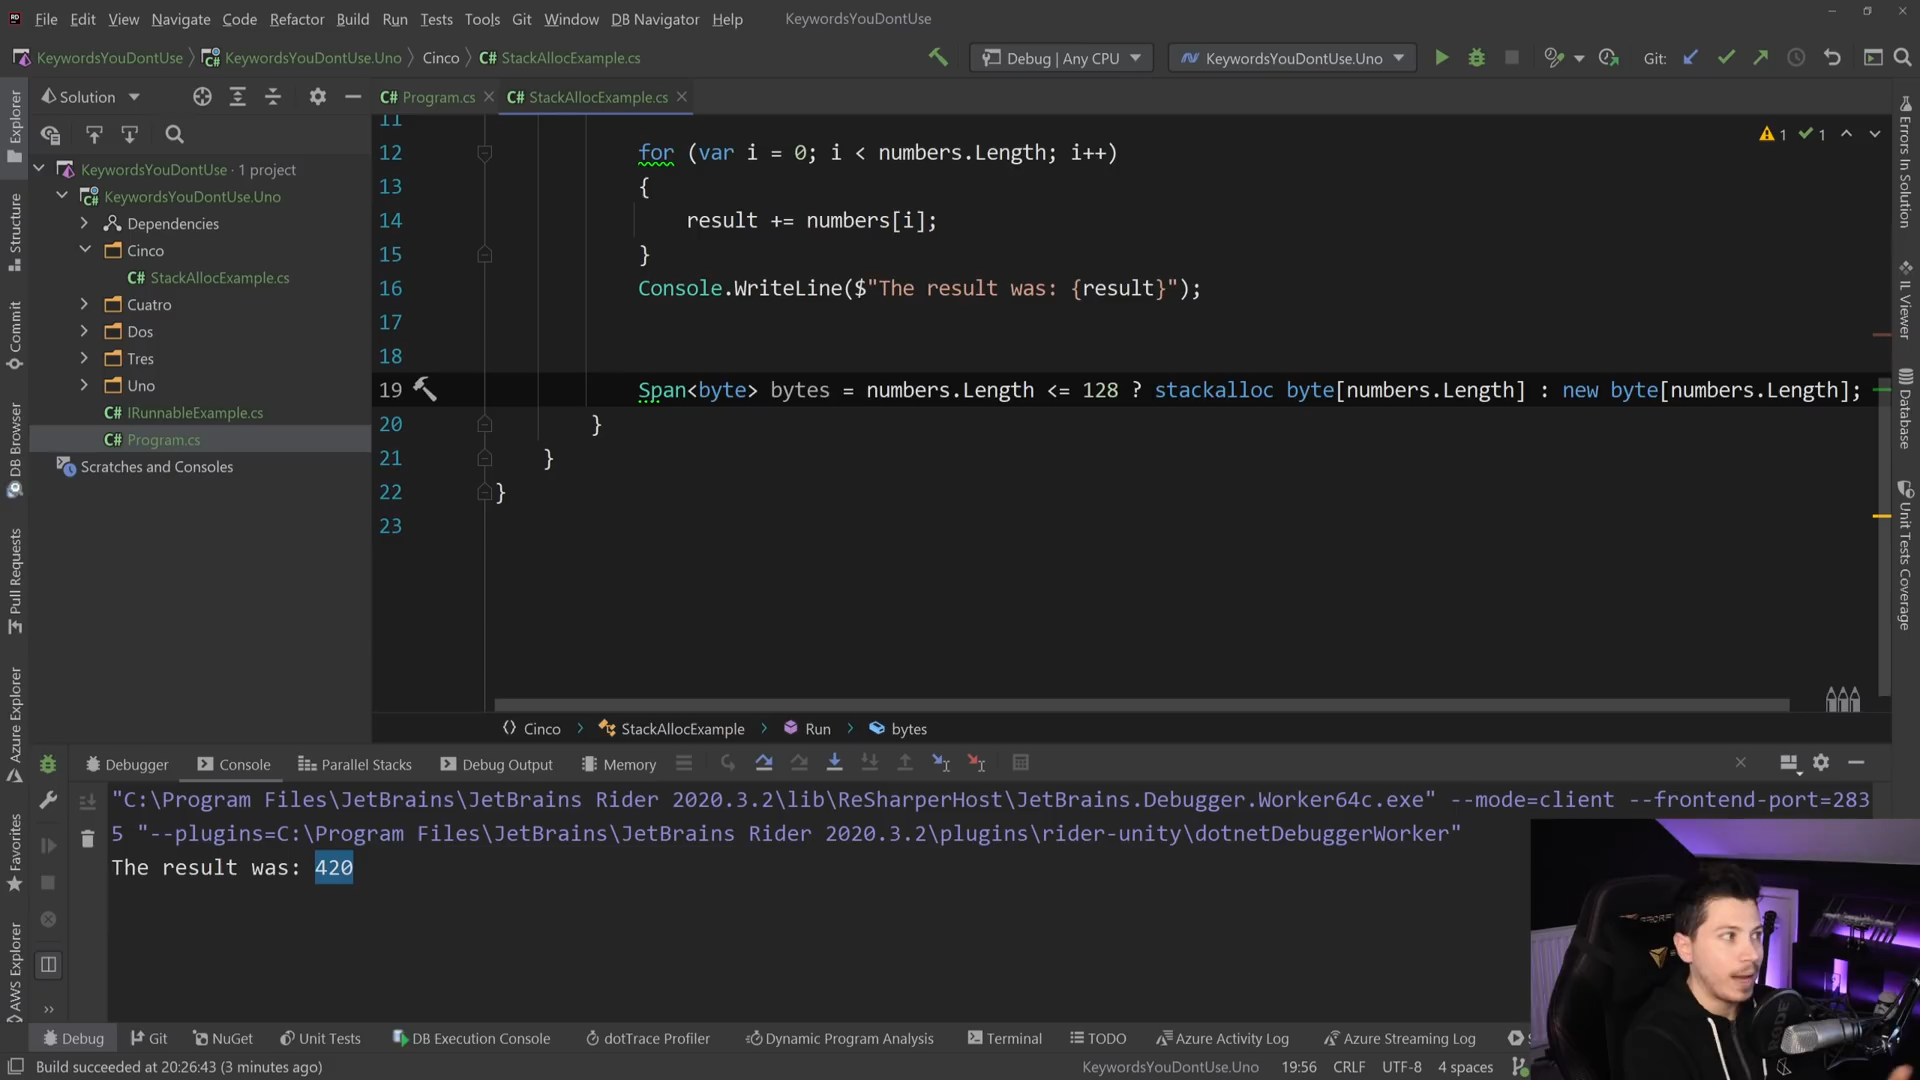 File Edit View Navigate Code Refactor Build Run Tests Tools Git Window DB Navigator Help KeywordsYouDontUse
KeywordsYouDontUse KeywordsYouDontUse.Uno Cinco C# StackAllocExample.cs Debug | Any CPU KeywordsYouDontUse.Uno Git:
Solution
C# Program.cs C# StackAllocExample.cs
Explorer
Structure
Commit
DB Browser
Pull Requests
Azure Explorer
Favorites
AWS Explorer
KeywordsYouDontUse · 1 project
KeywordsYouDontUse.Uno
Dependencies
Cinco
C# StackAllocExample.cs
Cuatro
Dos
Tres
Uno
C# IRunnableExample.cs
C# Program.cs
Scratches and Consoles
1 1
11
12 for (var i = 0; i < numbers.Length; i++)
13 {
14 result += numbers[i];
15 }
16 Console.WriteLine($"The result was: {result}");
17
18
19 Span<byte> bytes = numbers.Length <= 128 ? stackalloc byte[numbers.Length] : new byte[numbers.Length];
20 }
21 }
22 }
23
Errors In Solution
IL Viewer
Database
Unit Tests Coverage
Cinco StackAllocExample Run bytes
Debugger Console Parallel Stacks Debug Output Memory
"C:\Program Files\JetBrains\JetBrains Rider 2020.3.2\lib\ReSharperHost\JetBrains.Debugger.Worker64c.exe" --mode=client --frontend-port=283
5 "--plugins=C:\Program Files\JetBrains\JetBrains Rider 2020.3.2\plugins\rider-unity\dotnetDebuggerWorker"
The result was: 420
RODE
Debug Git NuGet Unit Tests DB Execution Console dotTrace Profiler Dynamic Program Analysis Terminal TODO Azure Activity Log Azure Streaming Log
Build succeeded at 20:26:43 (3 minutes ago) KeywordsYouDontUse.Uno 19:56 CRLF UTF-8 4 spaces